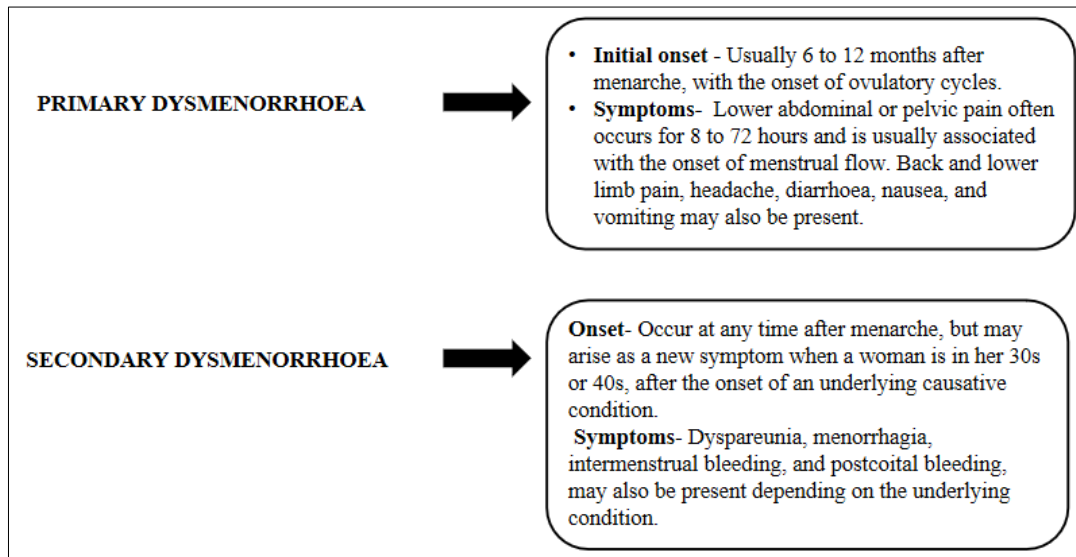 PRIMARY DYSMENORRHOEA
• Initial onset - Usually 6 to 12 months after
menarche, with the onset of ovulatory cycles.
• Symptoms- Lower abdominal or pelvic pain often
occurs for 8 to 72 hours and is usually associated
with the onset of menstrual flow. Back and lower
limb pain, headache, diarrhoea, nausea, and
vomiting may also be present.
SECONDARY DYSMENORRHOEA
Onset- Occur at any time after menarche, but may
arise as a new symptom when a woman is in her 30s
or 40s, after the onset of an underlying causative
condition.
Symptoms- Dyspareunia, menorrhagia,
intermenstrual bleeding, and postcoital bleeding,
may also be present depending on the underlying
condition.